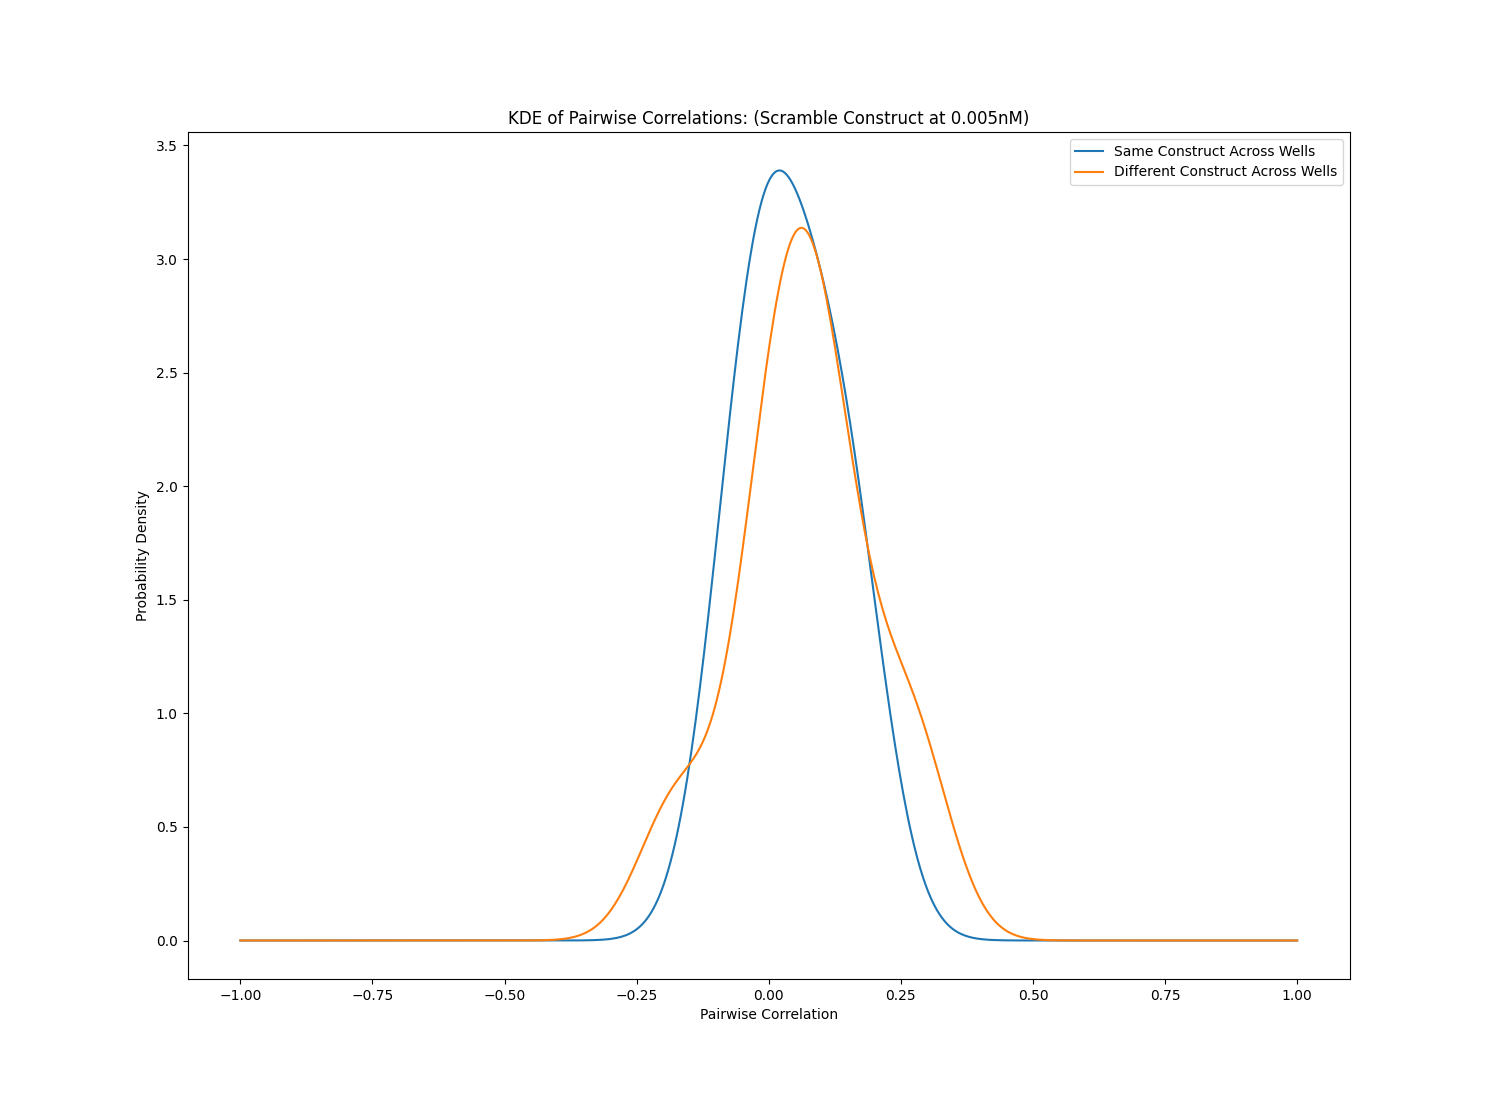 KDE of Pairwise Correlations: (Scramble Construct at 0.005nM)
Same Construct Across Wells
Different Construct Across Wells
Probability Density
3.5
3.0
2.5
2.0
1.5
1.0
0.5
0.0
−1.00 −0.75 −0.50 −0.25 0.00 0.25 0.50 0.75 1.00
Pairwise Correlation